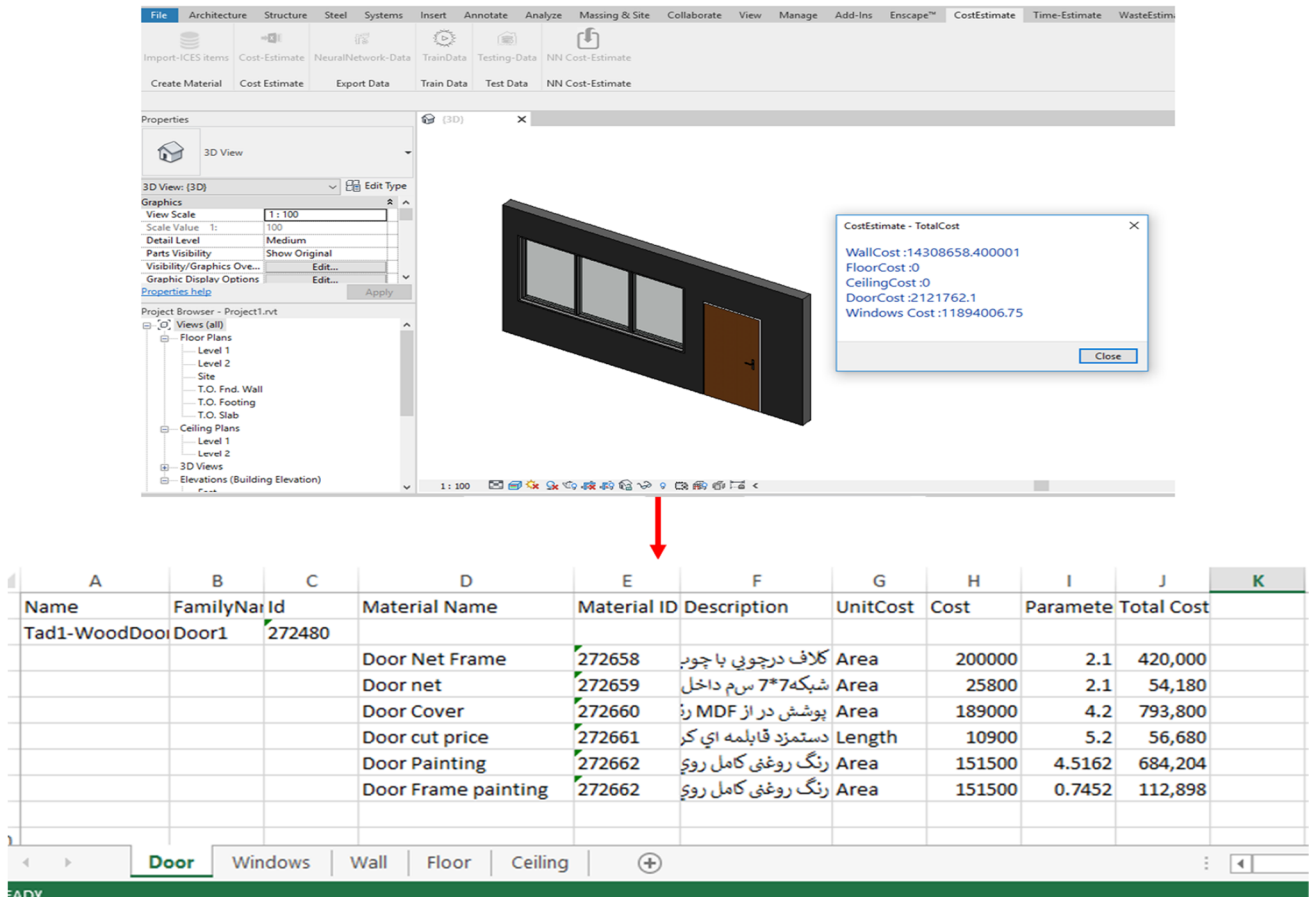 File Architecture Structure Steel Systems Insert Annotate Analyze Massing & Site Collaborate View Manage Add-Ins Enscape™ CostEstimate Time-Estimate
Import-ICES items Cost-Estimate NeuralNetwork-Data TrainData Testing-Data NN Cost-Estimate
Create Material Cost Estimate Export Data Train Data Test Data NN Cost-Estimate
Properties
{3D}
3D View
3D View: {3D} Edit Type
Graphics
View Scale 1 : 100
Scale Value 1: 100
Detail Level Medium
Parts Visibility Show Original
Visibility/Graphics Ove... Edit...
Graphic Display Options Edit...
Properties help Apply
Project Browser - Project1.rvt
Views (all)
Floor Plans
Level 1
Level 2
Site
T.O. Fnd. Wall
T.O. Footing
T.O. Slab
Ceiling Plans
Level 1
Level 2
3D Views
Elevations (Building Elevation)
1 : 100
CostEstimate - TotalCost
WallCost :14308658.400001
FloorCost :0
CeilingCost :0
DoorCost :2121762.1
Windows Cost :11894006.75
Close
A B C D E F G H I J K
Name FamilyNar Id Material Name Material ID Description UnitCost Cost Paramete Total Cost
Tad1-WoodDoor Door1 272480
Door Net Frame 272658 کلاف درچوبی با چوب Area 200000 2.1 420,000
Door net 272659 شبکه7*7 س م داخل Area 25800 2.1 54,180
Door Cover 272660 پوشش در از MDF Area 189000 4.2 793,800
Door cut price 272661 دستمزد قابلمه اي Length 10900 5.2 56,680
Door Painting 272662 رنگ روغنی کامل روي Area 151500 4.5162 684,204
Door Frame painting 272662 رنگ روغنی کامل روي Area 151500 0.7452 112,898
Door Windows Wall Floor Ceiling